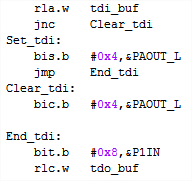 rla.w tdi_buf
jnc Clear_tdi
Set_tdi:
bis.b #0x4,&PAOUT_L
jmp End_tdi
Clear_tdi:
bic.b #0x4,&PAOUT_L
End_tdi:
bit.b #0x8,&P1IN
rlc.w tdo_buf